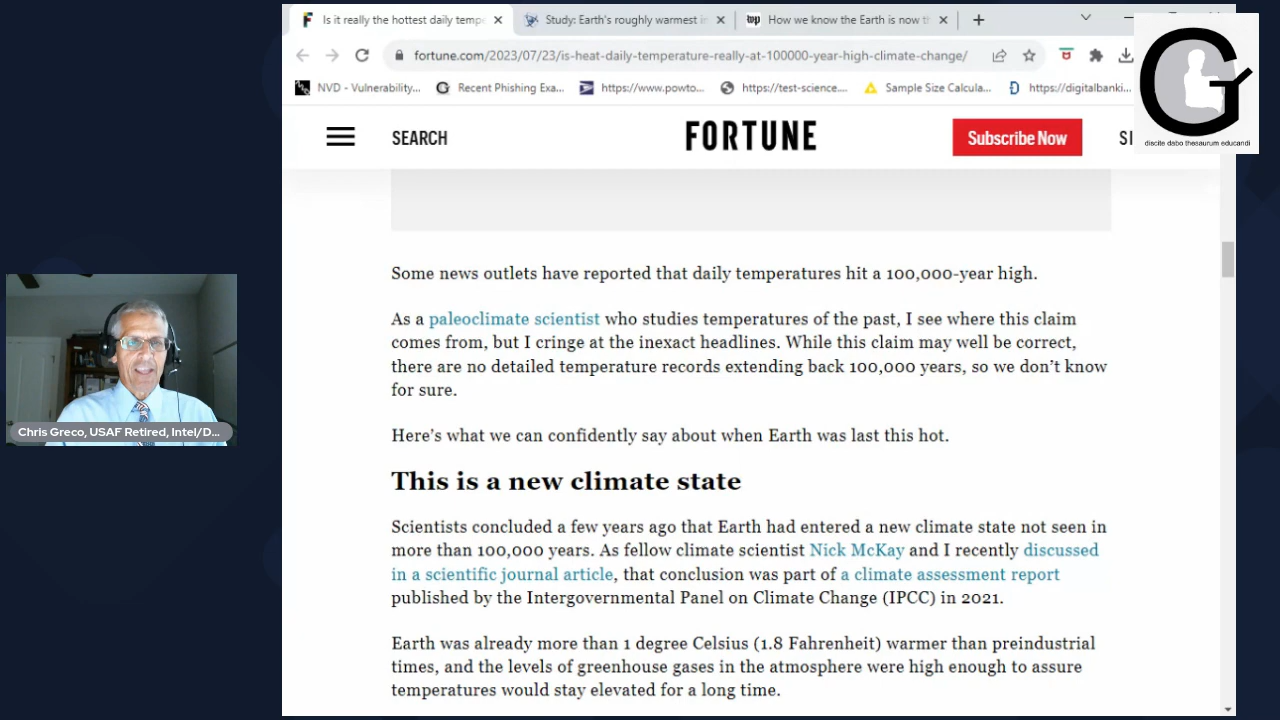 Is it really the hottest daily tempe
Study: Earth's roughly warmest i
wp How we know the Earth is now t
fortune.com/2023/07/23/is-heat-daily-temperature-really-at-100000-year-high-climate-change/
NVD - Vulnerability...
Recent Phishing Exa...
https://www.powto...
https://test-science....
Sample Size Calcula...
https://digitalbanki...
G
discite dabo thesaurum educandi
SEARCH
FORTUNE
Subscribe Now
SI
Some news outlets have reported that daily temperatures hit a 100,000-year high.
As a paleoclimate scientist who studies temperatures of the past, I see where this claim
comes from, but I cringe at the inexact headlines. While this claim may well be correct,
there are no detailed temperature records extending back 100,000 years, so we don't know
for sure.
Here's what we can confidently say about when Earth was last this hot.
This is a new climate state
Scientists concluded a few years ago that Earth had entered a new climate state not seen in
more than 100,000 years. As fellow climate scientist Nick McKay and I recently discussed
in a scientific journal article, that conclusion was part of a climate assessment report
published by the Intergovernmental Panel on Climate Change (IPCC) in 2021.
Earth was already more than 1 degree Celsius (1.8 Fahrenheit) warmer than preindustrial
times, and the levels of greenhouse gases in the atmosphere were high enough to assure
temperatures would stay elevated for a long time.
Chris Greco, USAF Retired, Intel/D...